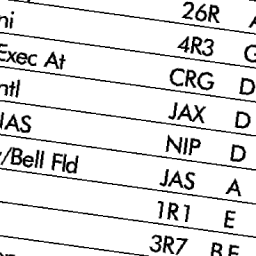 26R
ni 4R3
Exec At CRG D
ntl JAX D
NAS NIP D
/Bell Fld JAS A
1R1 E
3R7 B E